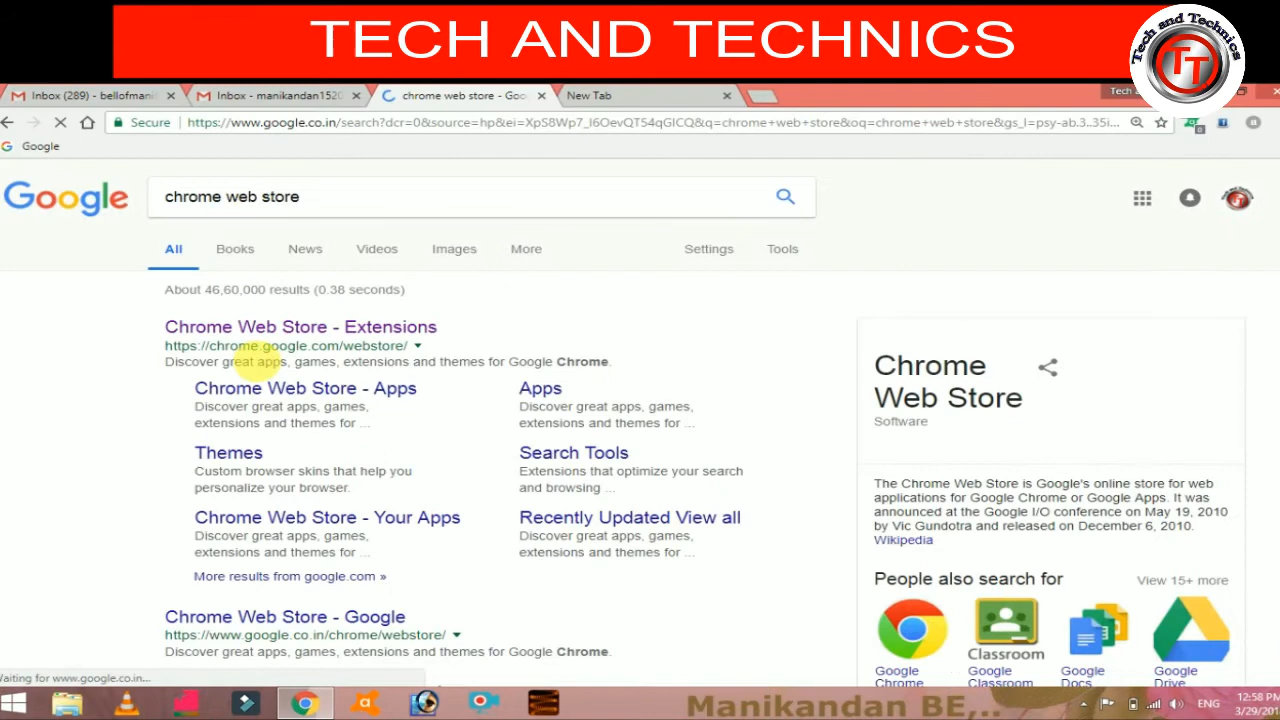 TECH AND TECHNICS
Tech and Technics
TT
Inbox (289) - bellofmani
Inbox - manikandan1520
chrome web store - Goo
New Tab
Tech a
Secure
https://www.google.co.in/search?dcr=0&source=hp&ei=XpS8Wp7_I6OevQT54qGICQ&q=chrome+web+store&oq=chrome+web+store&gs_l=psy-ab.3..35i...
Google
Google
chrome web store
All
Books
News
Videos
Images
More
Settings
Tools
About 46,60,000 results (0.38 seconds)
Chrome Web Store - Extensions
https://chrome.google.com/webstore/
Discover great apps, games, extensions and themes for Google Chrome.
Chrome Web Store - Apps
Discover great apps, games,
extensions and themes for ...
Apps
Discover great apps, games,
extensions and themes for ...
Themes
Custom browser skins that help you
personalize your browser.
Search Tools
Extensions that optimize your search
and browsing ...
Chrome Web Store - Your Apps
Discover great apps, games,
extensions and themes for ...
Recently Updated View all
Discover great apps, games,
extensions and themes for ...
More results from google.com »
Chrome Web Store - Google
https://www.google.co.in/chrome/webstore/
Discover great apps, games, extensions and themes for Google Chrome.
Chrome
Web Store
Software
The Chrome Web Store is Google's online store for web
applications for Google Chrome or Google Apps. It was
announced at the Google I/O conference on May 19, 2010
by Vic Gundotra and released on December 6, 2010.
Wikipedia
People also search for
View 15+ more
Classroom
Google
Chrome
Google
Classroom
Google
Docs
Google
Drive
Waiting for www.google.co.in...
Manikandan BE,..
ENG
12:58 PM
3/29/201